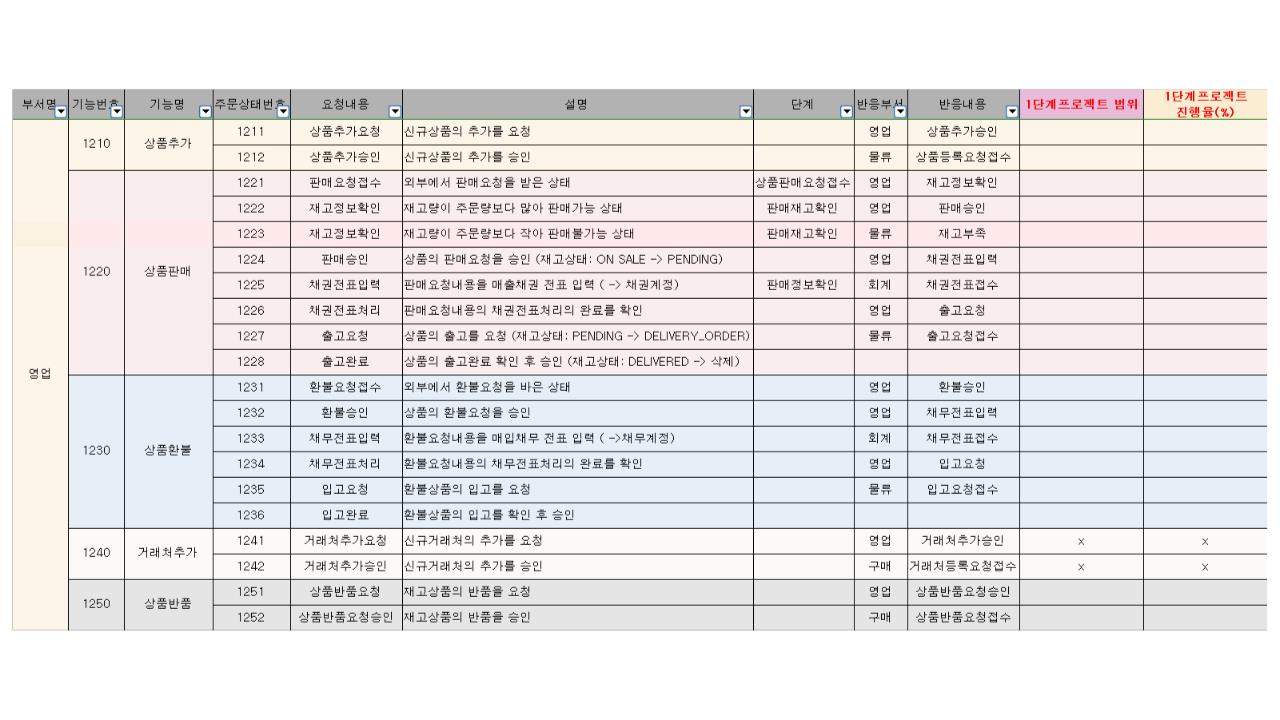 부서명 기능번호 기능명 주문상태번호 요청내용 설명 단계 반응부서 반응내용 1단계프로젝트 범위 1단계프로젝트 진행율(%)
영업
1210 상품추가
1211 상품추가요청 신규상품의 추가를 요청 영업 상품추가승인
1212 상품추가승인 신규상품의 추가를 승인 물류 상품등록요청접수
1220 상품판매
1221 판매요청접수 외부에서 판매요청을 받은 상태 상품판매요청접수 영업 재고정보확인
1222 재고정보확인 재고량이 주문량보다 많아 판매가능 상태 판매재고확인 영업 판매승인
1223 재고정보확인 재고량이 주문량보다 작아 판매불가능 상태 판매재고확인 물류 재고부족
1224 판매승인 상품의 판매요청을 승인 (재고상태: ON SALE -> PENDING) 영업 채권전표입력
1225 채권전표입력 판매요청내용을 매출채권 전표 입력 ( -> 채권계정) 판매정보확인 회계 채권전표접수
1226 채권전표처리 판매요청내용의 채권전표처리의 완료를 확인 영업 출고요청
1227 출고요청 상품의 출고를 요청 (재고상태: PENDING -> DELIVERY_ORDER) 물류 출고요청접수
1228 출고완료 상품의 출고완료 확인 후 승인 (재고상태: DELIVERED -> 삭제)
1230 상품환불
1231 환불요청접수 외부에서 환불요청을 바은 상태 영업 환불승인
1232 환불승인 상품의 환불요청을 승인 영업 채무전표입력
1233 채무전표입력 환불요청내용을 매입채무 전표 입력 ( ->채무계정) 회계 채무전표접수
1234 채무전표처리 환불요청내용의 채무전표처리의 완료를 확인 영업 입고요청
1235 입고요청 환불상품의 입고를 요청 물류 입고요청접수
1236 입고완료 환불상품의 입고를 확인 후 승인
1240 거래처추가
1241 거래처추가요청 신규거래처의 추가를 요청 영업 거래처추가승인 x x
1242 거래처추가승인 신규거래처의 추가를 승인 구매 거래처등록요청접수 x x
1250 상품반품
1251 상품반품요청 재고상품의 반품을 요청 영업 상품반품요청승인
1252 상품반품요청승인 재고상품의 반품을 승인 구매 상품반품요청접수